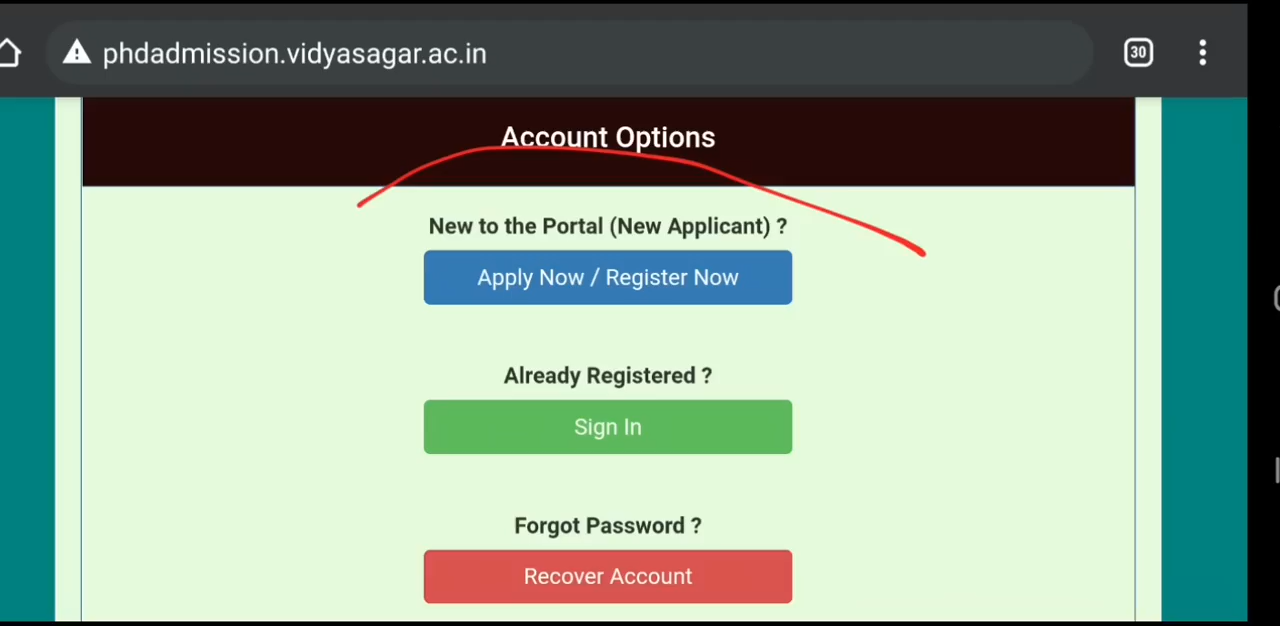 phdadmission.vidyasagar.ac.in
30
Account Options
New to the Portal (New Applicant) ?
Apply Now / Register Now
Already Registered ?
Sign In
Forgot Password ?
Recover Account